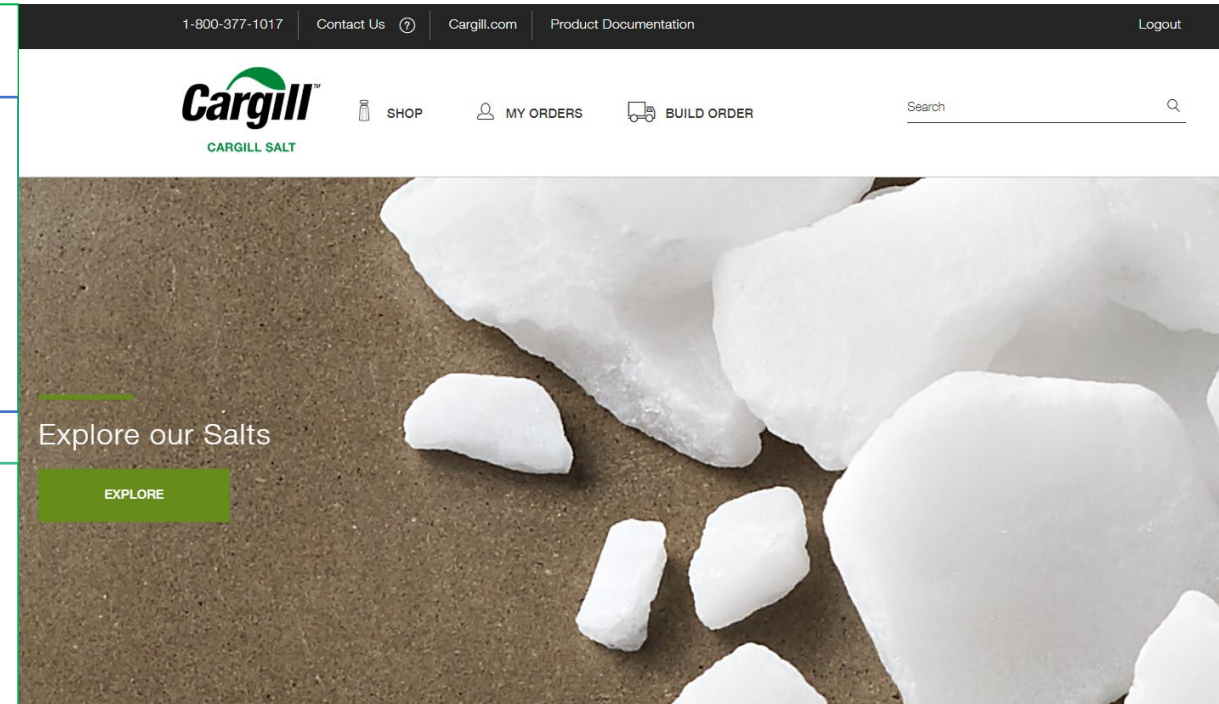 1-800-377-1017 Contact Us ? Cargill.com Product Documentation Logout
Cargill™
CARGILL SALT
SHOP MY ORDERS BUILD ORDER Search
Explore our Salts
EXPLORE